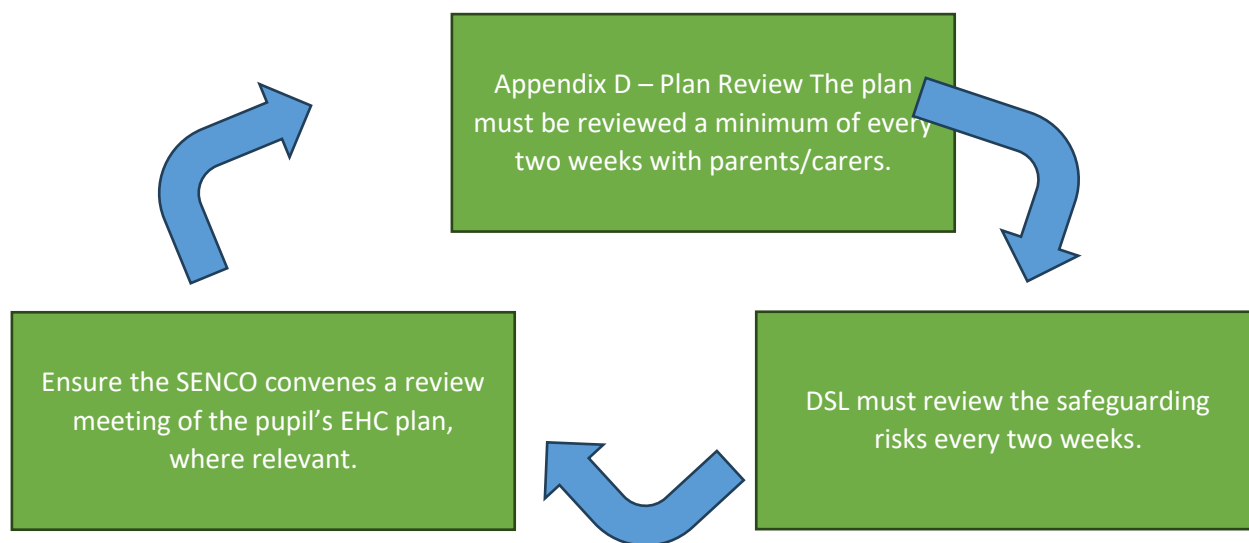 Appendix D – Plan Review The plan
must be reviewed a minimum of every
two weeks with parents/carers.
DSL must review the safeguarding
risks every two weeks.
Ensure the SENCO convenes a review
meeting of the pupil’s EHC plan,
where relevant.